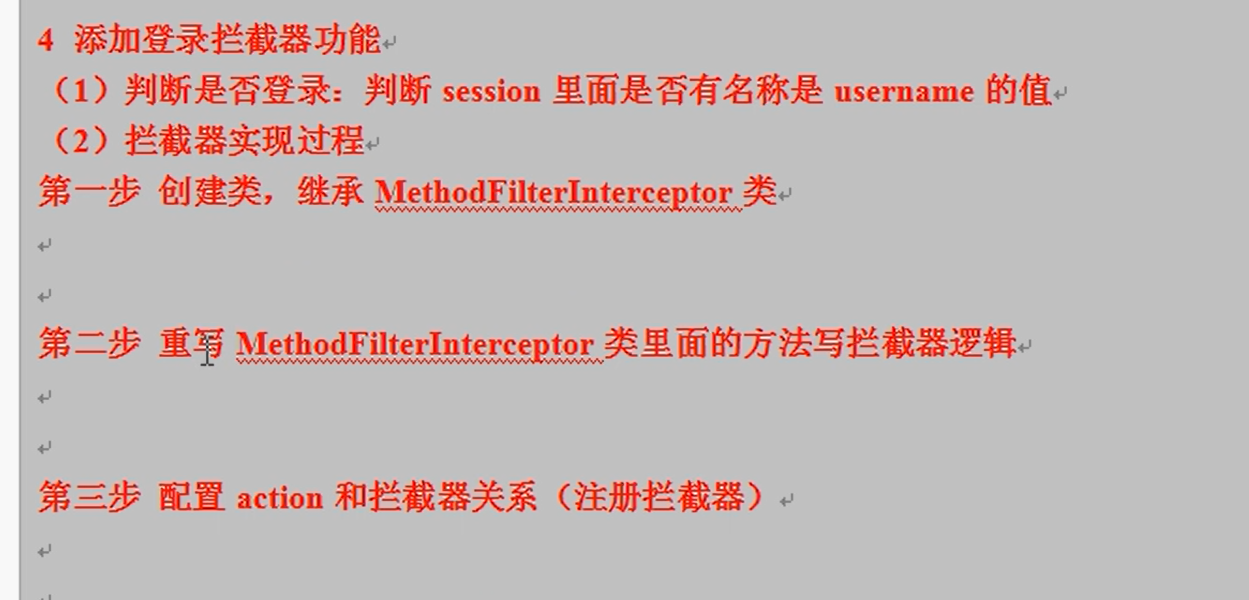 4 添加登录拦截器功能
（1）判断是否登录：判断 session 里面是否有名称是 username 的值
（2）拦截器实现过程
第一步 创建类，继承 MethodFilterInterceptor 类
第二步 重写 MethodFilterInterceptor 类里面的方法写拦截器逻辑
第三步 配置 action 和拦截器关系（注册拦截器）